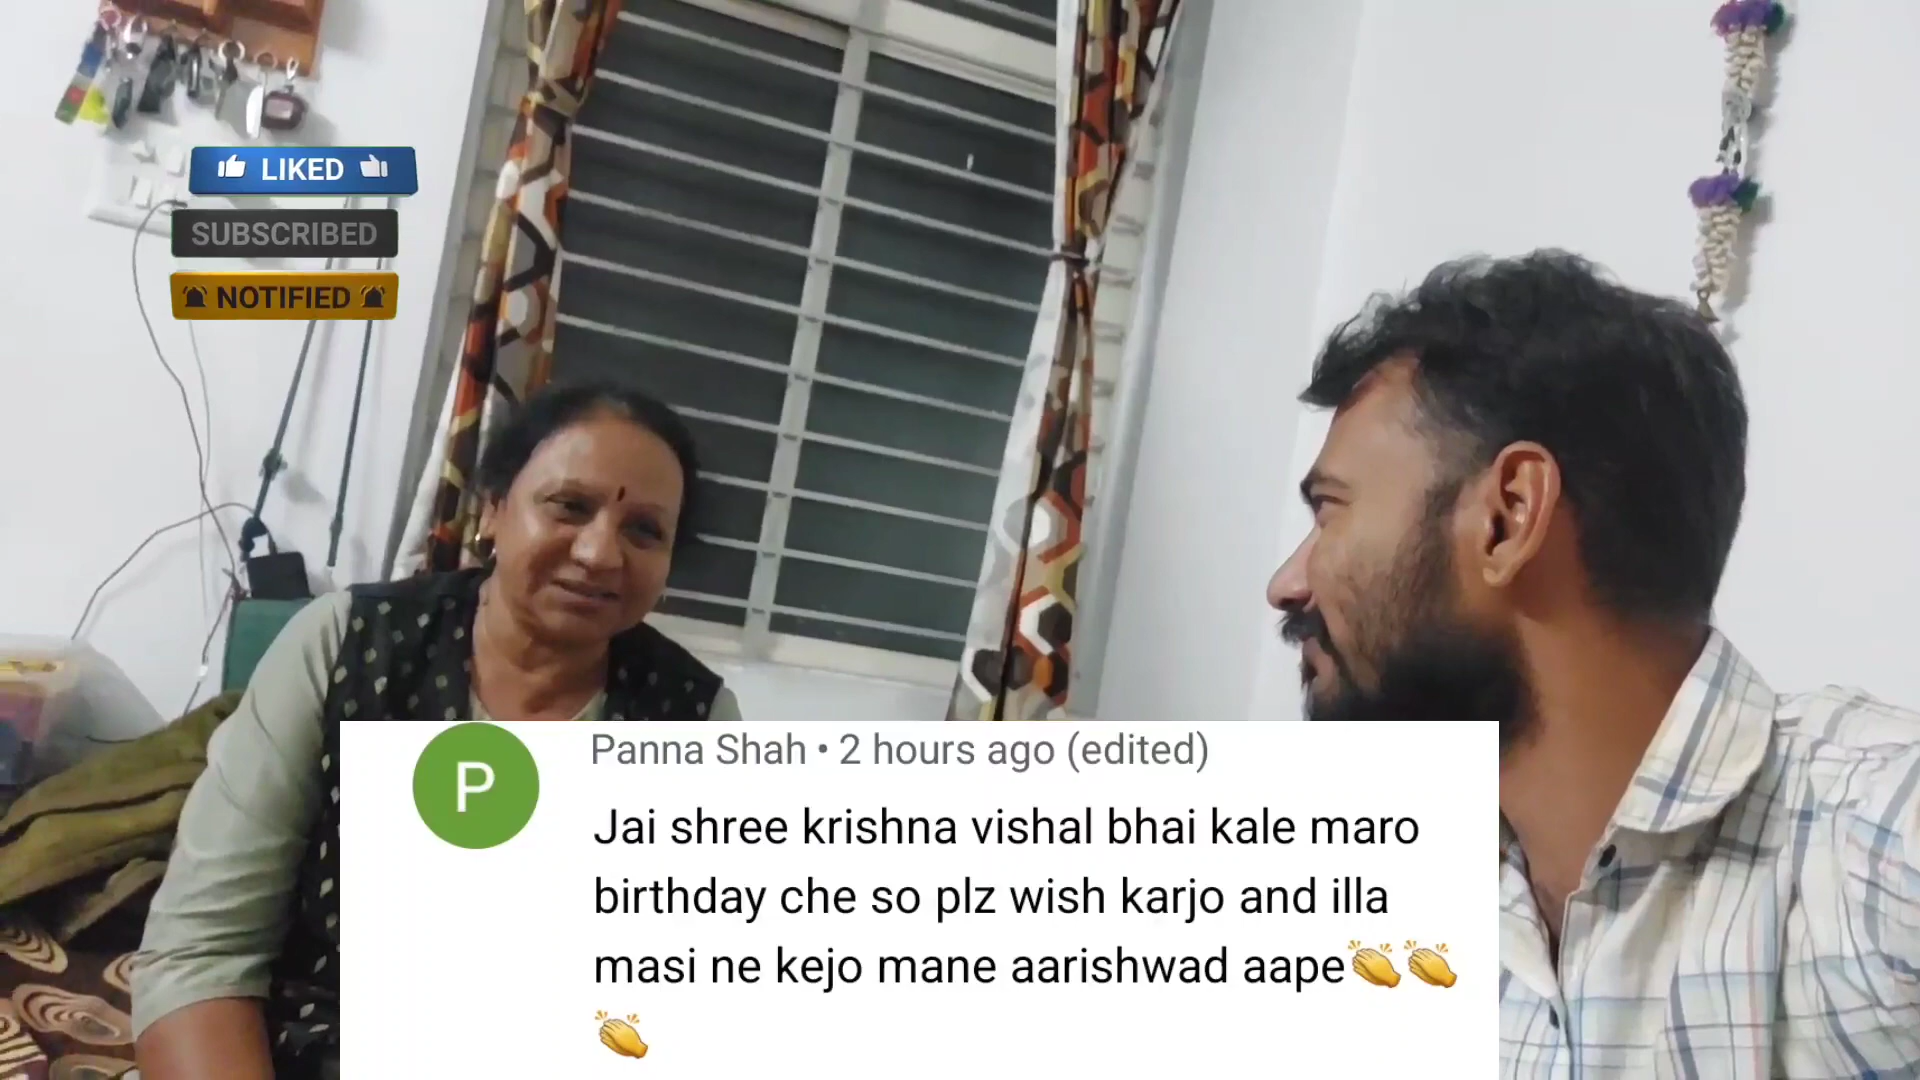 LIKED
SUBSCRIBED
NOTIFIED
P
Panna Shah • 2 hours ago (edited)
Jai shree krishna vishal bhai kale maro
birthday che so plz wish karjo and illa
masi ne kejo mane aarishwad aape👏👏
👏